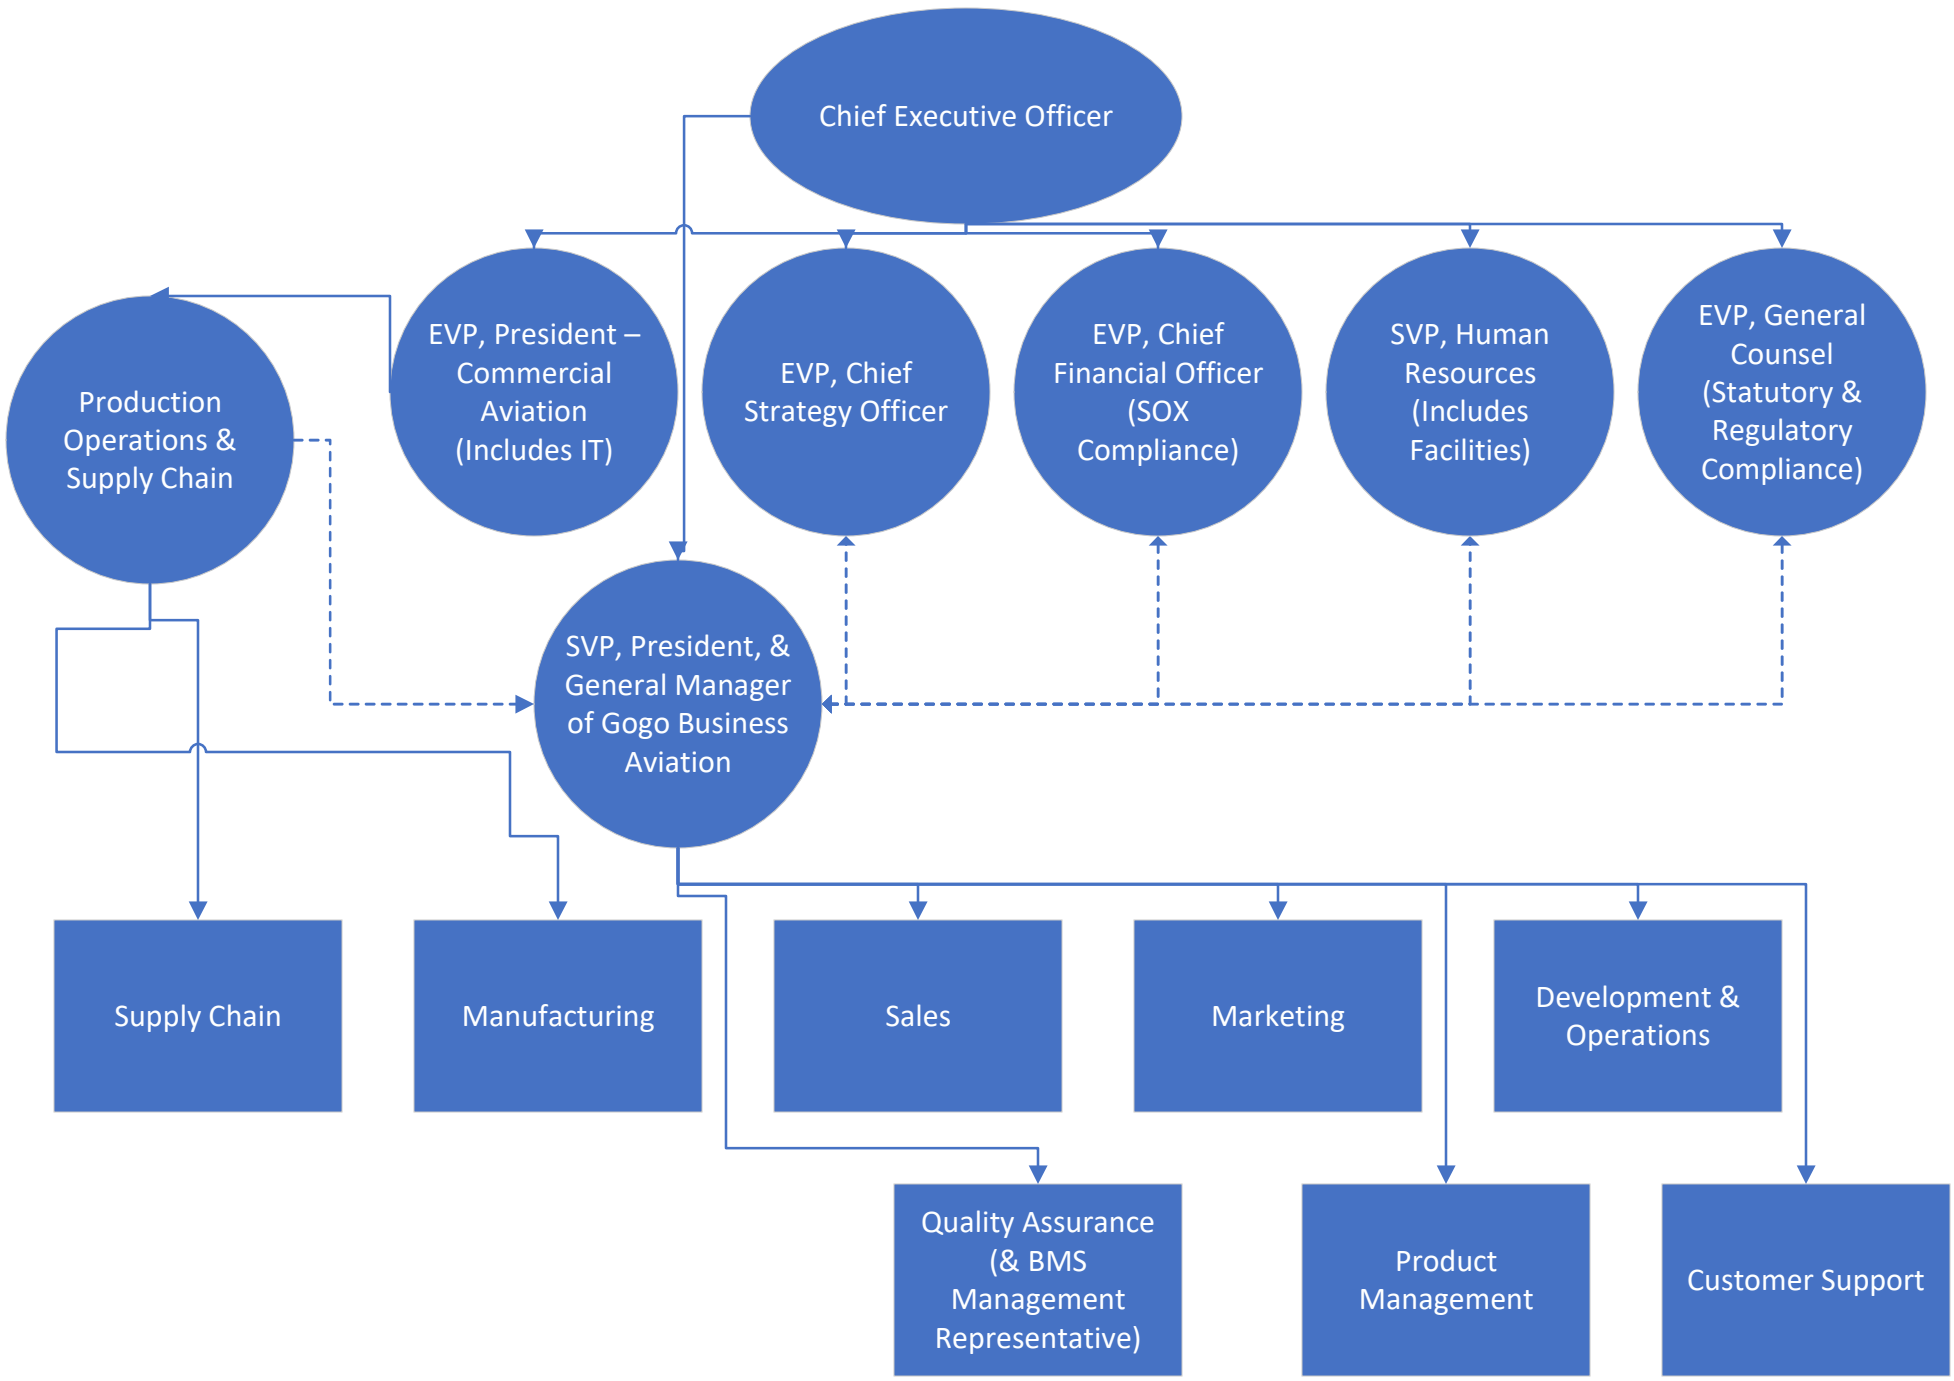 Chief Executive Officer
EVP, President –
Commercial
Aviation
(Includes IT)
EVP, Chief
Strategy Officer
EVP, Chief
Financial Officer
(SOX
Compliance)
SVP, Human
Resources
(Includes
Facilities)
EVP, General
Counsel
(Statutory &
Regulatory
Compliance)
Production
Operations &
Supply Chain
SVP, President, &
General Manager
of Gogo Business
Aviation
Supply Chain
Manufacturing
Sales
Marketing
Development &
Operations
Quality Assurance
(& BMS
Management
Representative)
Product
Management
Customer Support